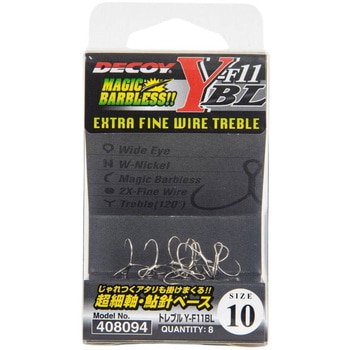 DECOY
MAGIC
BARBLESS!!
Y-F11
BL
EXTRA FINE WIRE TREBLE
Wide Eye
W-Nickel
Magic Barbless
2X-Fine Wire
Treble(120°)
じゃれつくアタリも掛けまくる!!
超細軸・鮎針ベース
SIZE
10
Model No.
408094
トレブルY-F11BL
QUANTITY: 8